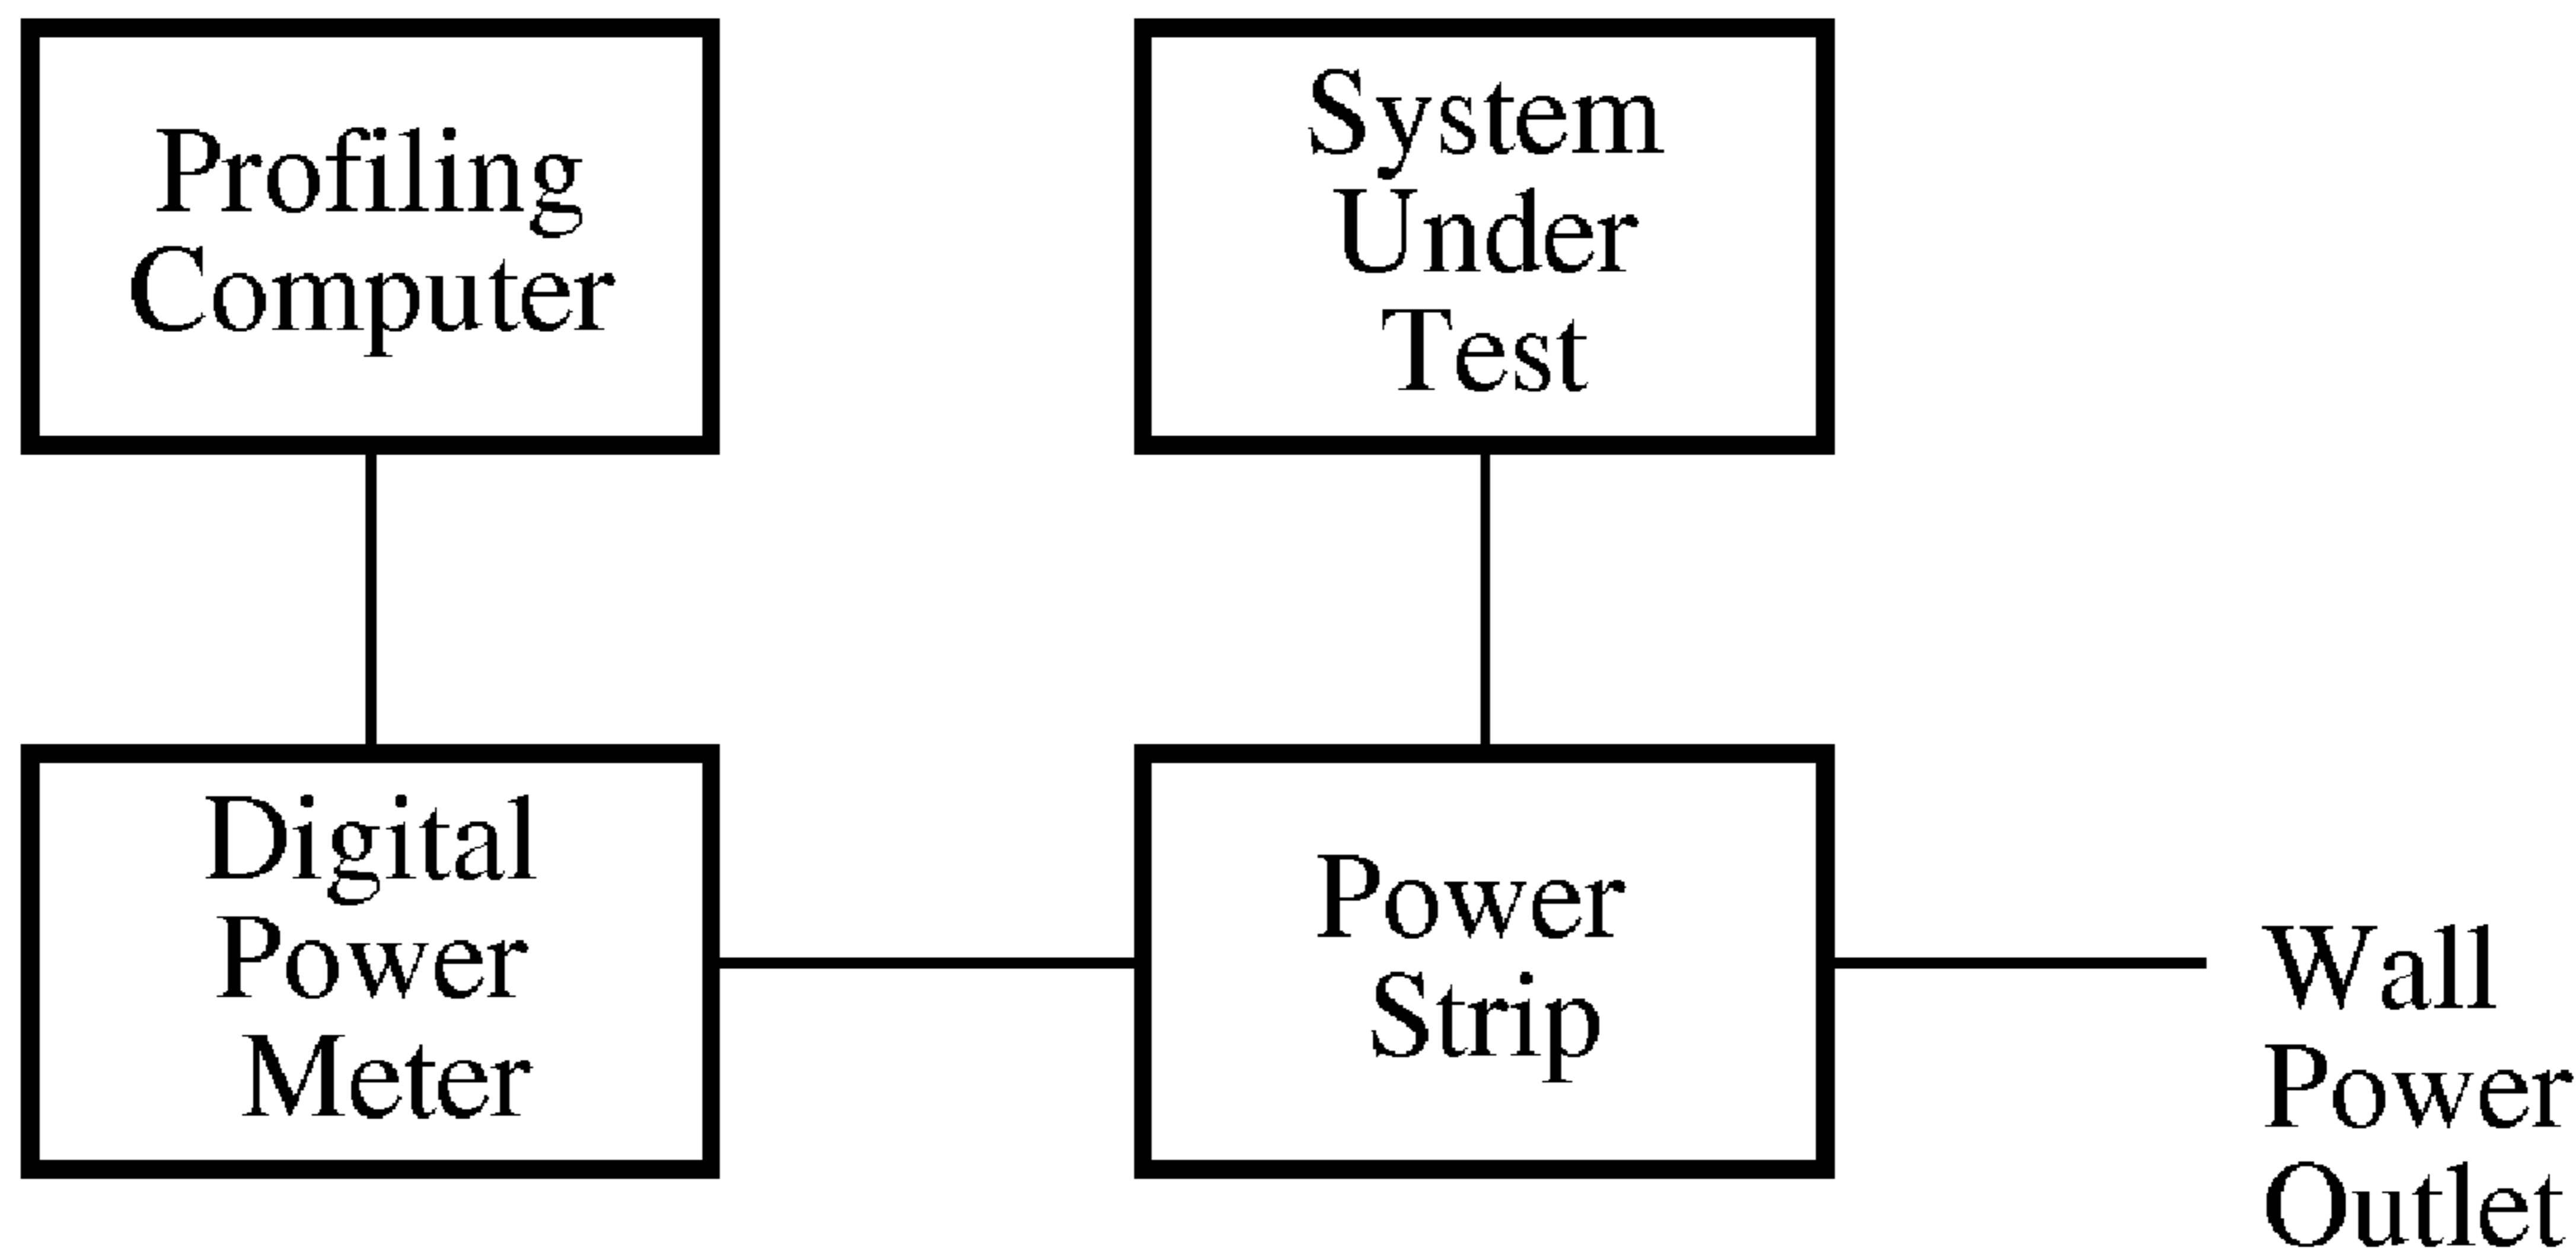 Profiling
Computer
System
Under
Test
Digital
Power
Meter
Power
Strip
Wall
Power
Outlet